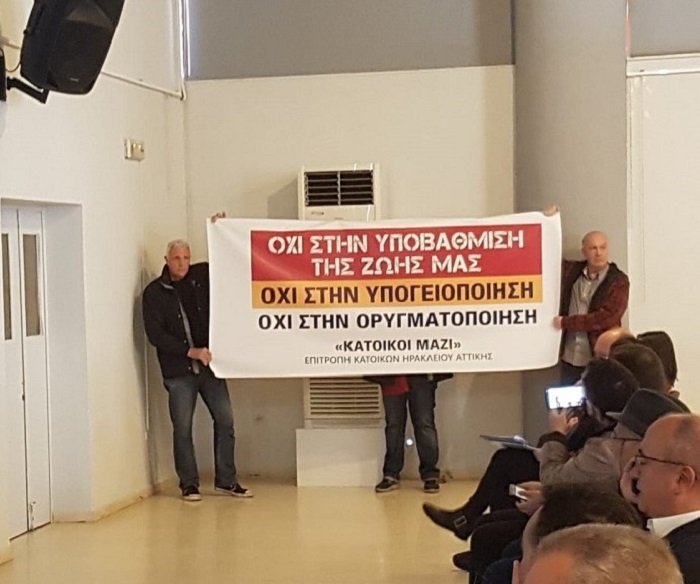 ΟΧΙ ΣΤΗΝ ΥΠΟΒΑΘΜΙΣΗ
ΤΗΣ ΖΩΗΣ ΜΑΣ
ΟΧΙ ΣΤΗΝ ΥΠΟΓΕΙΟΠΟΙΗΣΗ
ΟΧΙ ΣΤΗΝ ΟΡΥΓΜΑΤΟΠΟΙΗΣΗ
«ΚΑΤΟΙΚΟΙ ΜΑΖΙ»
ΕΠΙΤΡΟΠΗ ΚΑΤΟΙΚΩΝ ΗΡΑΚΛΕΙΟΥ ΑΤΤΙΚΗΣ